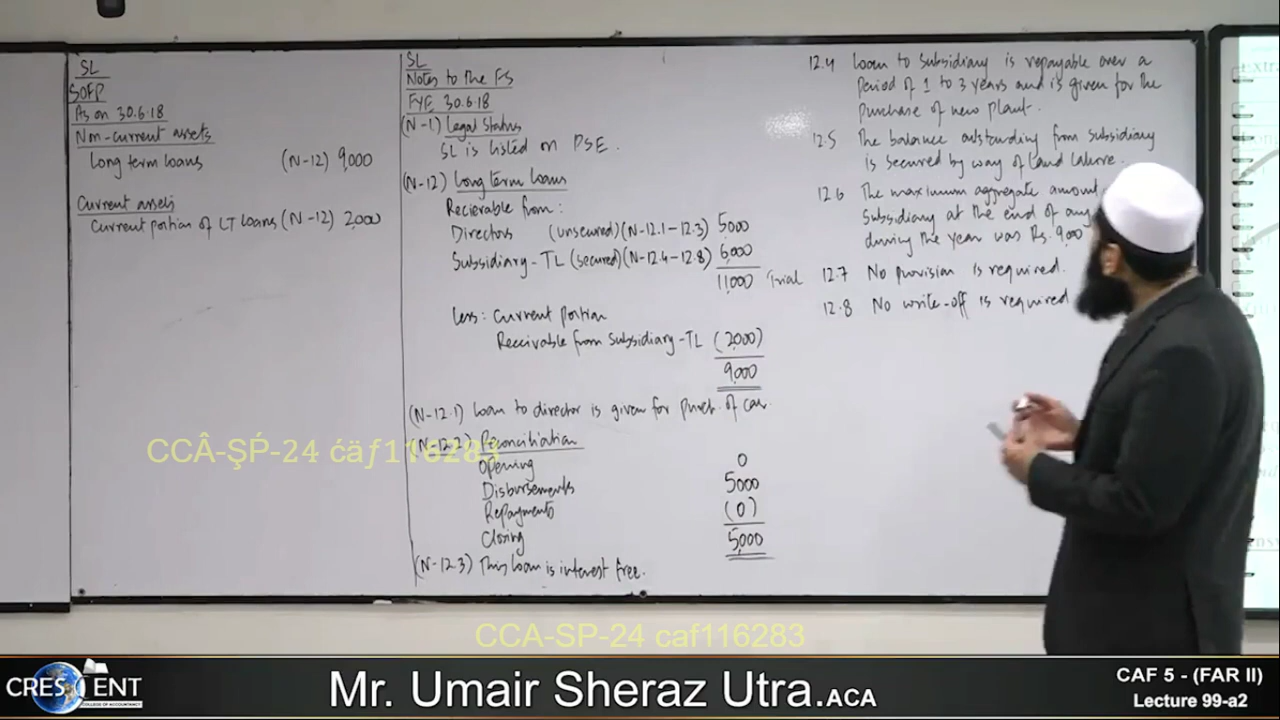 SL
SOFP
As on 30.6.18
Non-current assets
Long term loans (N-12) 9,000
Current assets
Current portion of LT loans (N-12) 2,000
SL
Notes to the FS
FYE 30.6.18
(N-1) Legal Status
SL is listed on PSE.
(N-12) Long term loans
Recievable from:
Directors (unsecured)(N-12.1-12.3) 5000
Subsidiary-TL (secured)(N-12.4-12.8) 6,000
11,000 Trial
Less: Current portion
Receivable from Subsidiary-TL (2,000)
9,000
(N-12.1) Loan to director is given for purch. of car.
(N-12.2) Reconciliation
Opening 0
Disbursements 5000
Repayments (0)
Closing 5,000
(N-12.3) This loan is interest free.
12.4 Loan to subsidiary is repayable over a
period of 1 to 3 years and is given for the
purchase of new plant.
12.5 The balance outstanding from subsidiary
is secured by way of Land Lahore.
12.6 The maximum aggregate amount
Subsidiary at the end of any
during the year was Rs. 9,000
12.7 No provision is required.
12.8 No write-off is required
CCÂ-ŞṔ-24 ćäƒ116283
CCA-SP-24 caf116283
CRESCENT
COLLEGE OF ACCOUNTANCY
Mr. Umair Sheraz Utra.ACA
CAF 5 - (FAR II)
Lecture 99-a2